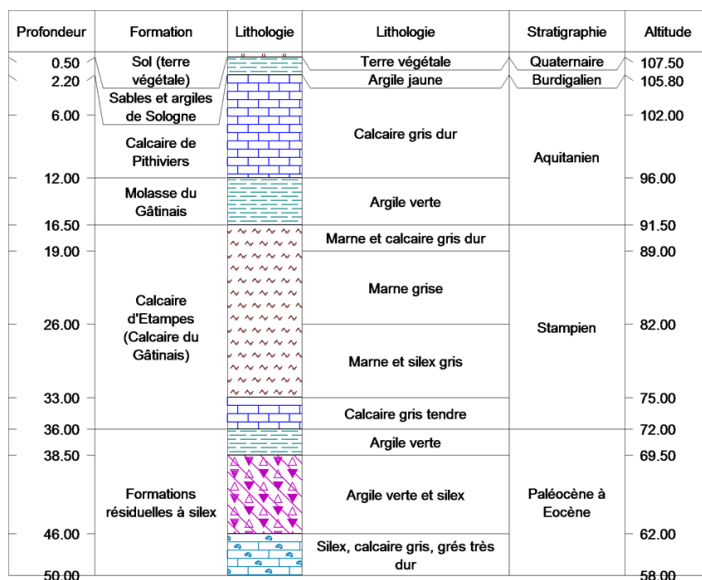 Profondeur Formation Lithologie Lithologie Stratigraphie Altitude
0.50 Sol (terre végétale) Terre végétale Quaternaire 107.50
2.20 Sables et argiles de Sologne Argile jaune Burdigalien 105.80
6.00 Calcaire de Pithiviers Calcaire gris dur Aquitanien 102.00
12.00 96.00
Molasse du Gâtinais Argile verte
16.50 91.50
Calcaire d'Etampes (Calcaire du Gâtinais) Marne et calcaire gris dur Stampien
19.00 89.00
Marne grise
26.00 82.00
Marne et silex gris
33.00 75.00
Calcaire gris tendre
36.00 72.00
Formations résiduelles à silex Argile verte Paléocène à Eocène
38.50 69.50
Argile verte et silex
46.00 62.00
Silex, calcaire gris, grés très dur
50.00 58.00